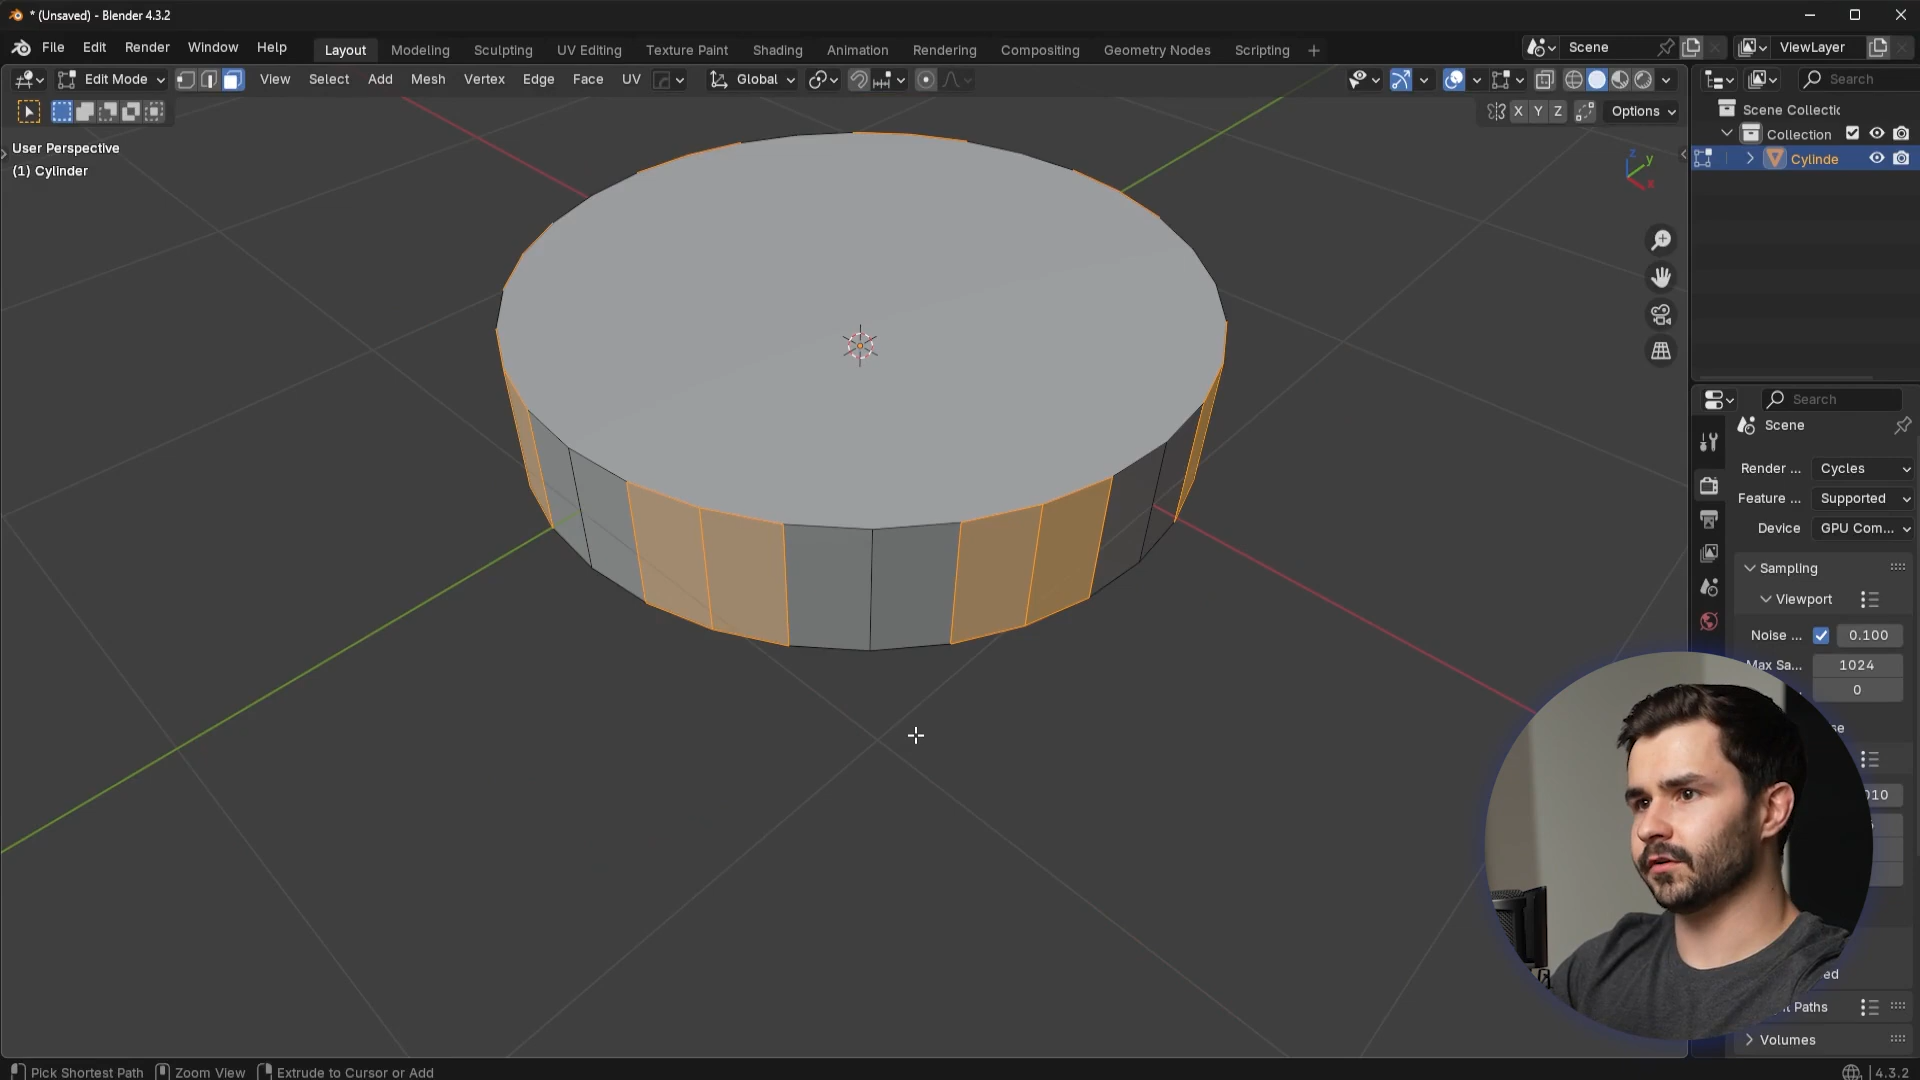 * (Unsaved) - Blender 4.3.2
File Edit Render Window Help
Layout Modeling Sculpting UV Editing Texture Paint Shading Animation Rendering Compositing Geometry Nodes Scripting +
Scene
ViewLayer
Edit Mode
View Select Add Mesh Vertex Edge Face UV
Global
Search
X Y Z
Options
User Perspective
(1) Cylinder
z
y
x
Scene Collectic
Collection
Cylinde
Search
Scene
Render ... Cycles
Feature ... Supported
Device GPU Com...
Sampling
Viewport
Noise ... 0.100
Max Sa... 1024
0
Volumes
Pick Shortest Path Zoom View Extrude to Cursor or Add
4.3.2